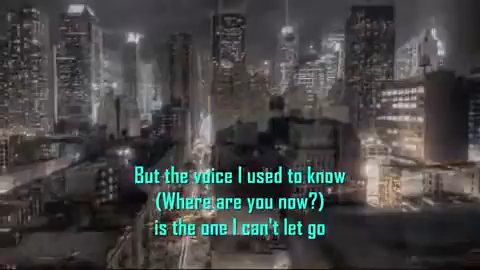 But the voice I used to know
(Where are you now?)
is the one I can't let go